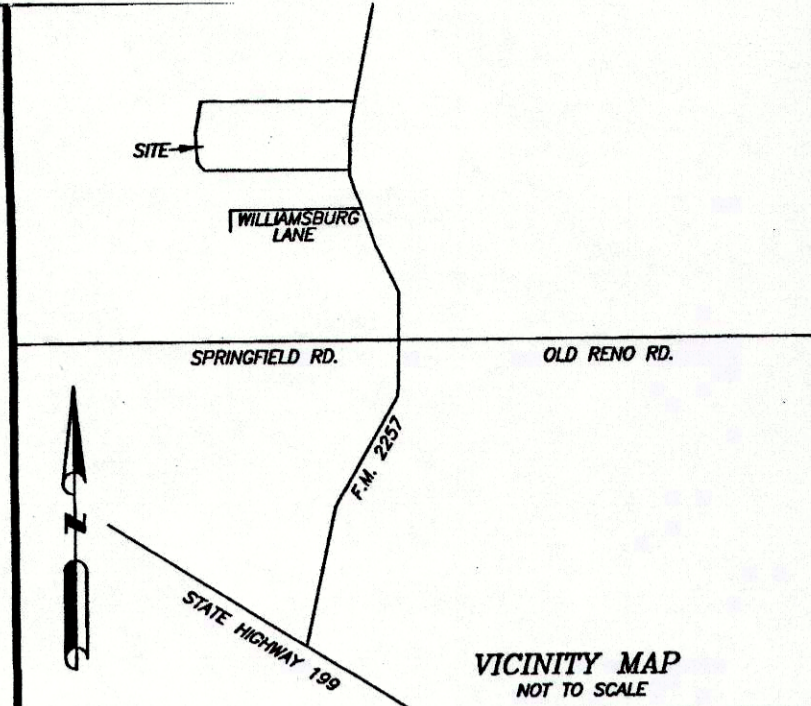 SITE
WILLIAMSBURG
LANE
SPRINGFIELD RD.
OLD RENO RD.
F.M. 2257
N
STATE HIGHWAY 199
VICINITY MAP
NOT TO SCALE